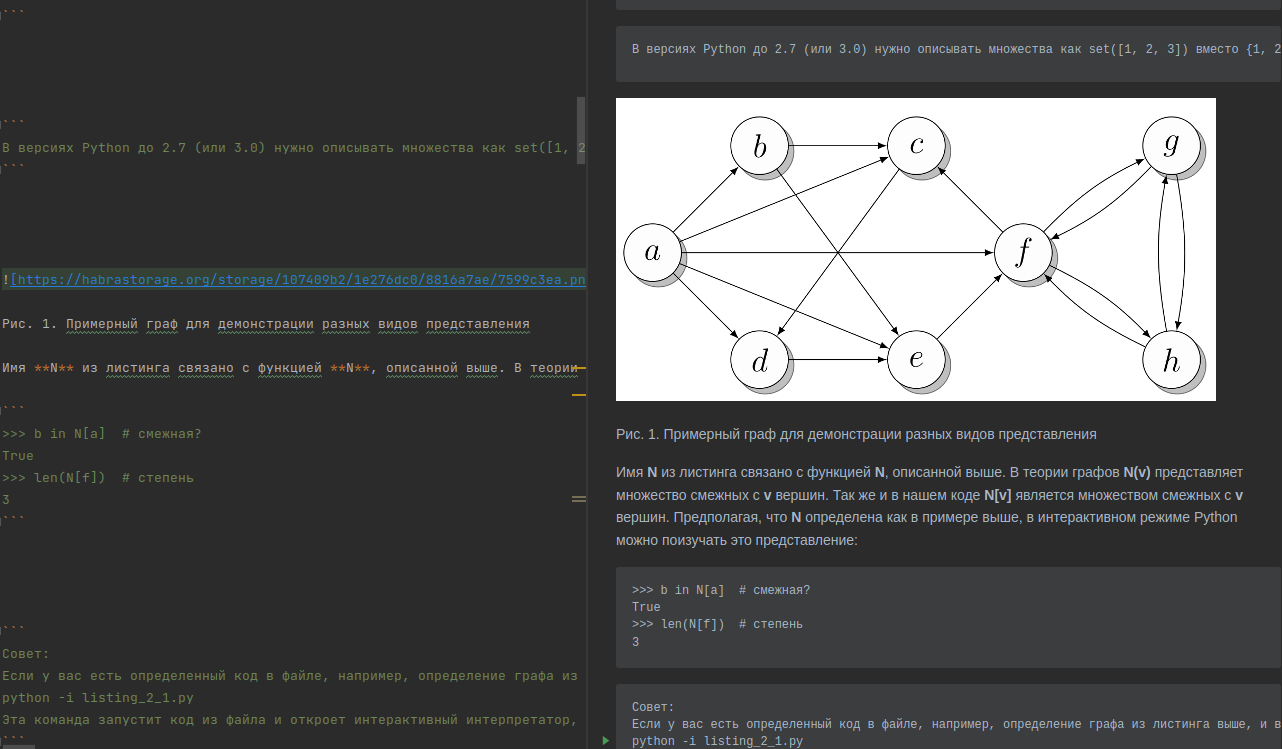 ```
```
В версиях Python до 2.7 (или 3.0) нужно описывать множества как set([1, 2
```
![https://habrastorage.org/storage/107409b2/1e276dc0/8816a7ae/7599c3ea.pn
Рис. 1. Примерный граф для демонстрации разных видов представления
Имя **N** из листинга связано с функцией **N**, описанной выше. В теории
```
>>> b in N[a]  # смежная?
True
>>> len(N[f])  # степень
3
```
```
Совет:
Если у вас есть определенный код в файле, например, определение графа из
python -i listing_2_1.py
Эта команда запустит код из файла и откроет интерактивный интерпретатор,
```
В версиях Python до 2.7 (или 3.0) нужно описывать множества как set([1, 2, 3]) вместо {1, 2
b c g
a f
d e h
Рис. 1. Примерный граф для демонстрации разных видов представления
Имя N из листинга связано с функцией N, описанной выше. В теории графов N(v) представляет
множество смежных с v вершин. Так же и в нашем коде N[v] является множеством смежных с v
вершин. Предполагая, что N определена как в примере выше, в интерактивном режиме Python
можно поизучать это представление:
>>> b in N[a]  # смежная?
True
>>> len(N[f])  # степень
3
Совет:
Если у вас есть определенный код в файле, например, определение графа из листинга выше, и в
python -i listing_2_1.py